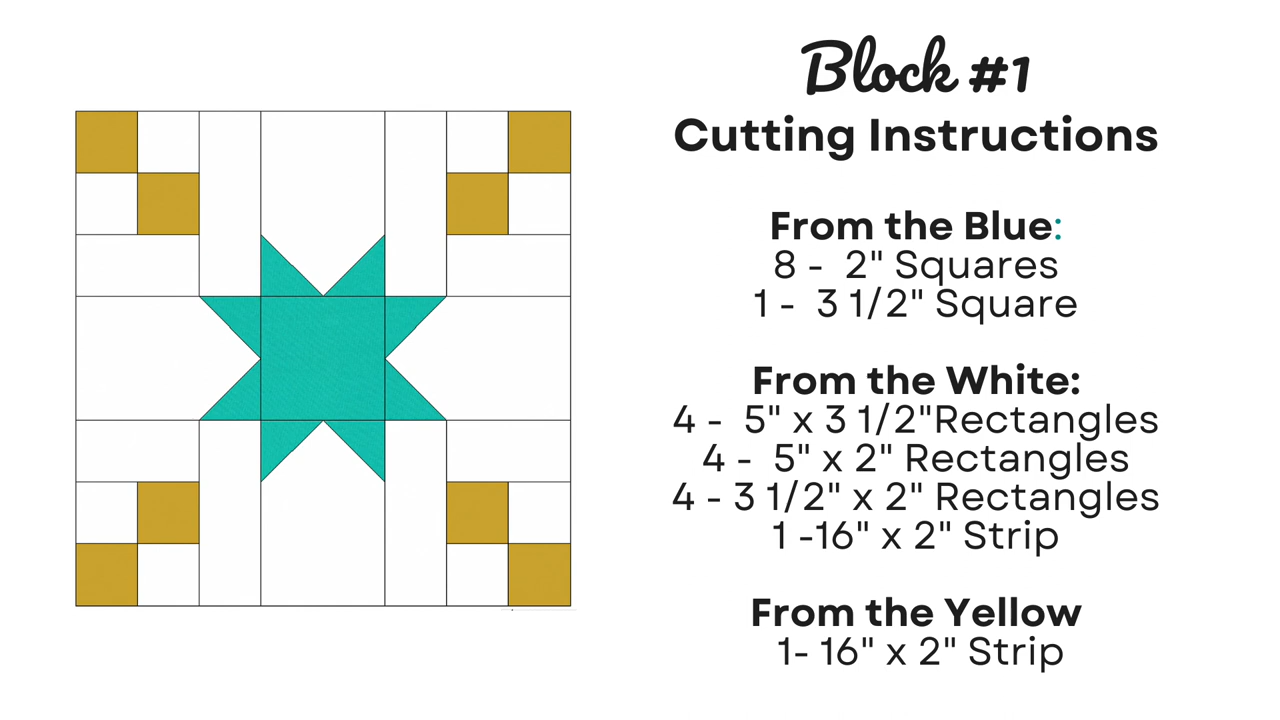 Block #1
Cutting Instructions
From the Blue:
8 - 2" Squares
1 - 3 1/2" Square
From the White:
4 - 5" x 3 1/2"Rectangles
4 - 5" x 2" Rectangles
4 - 3 1/2" x 2" Rectangles
1 -16" x 2" Strip
From the Yellow
1- 16" x 2" Strip